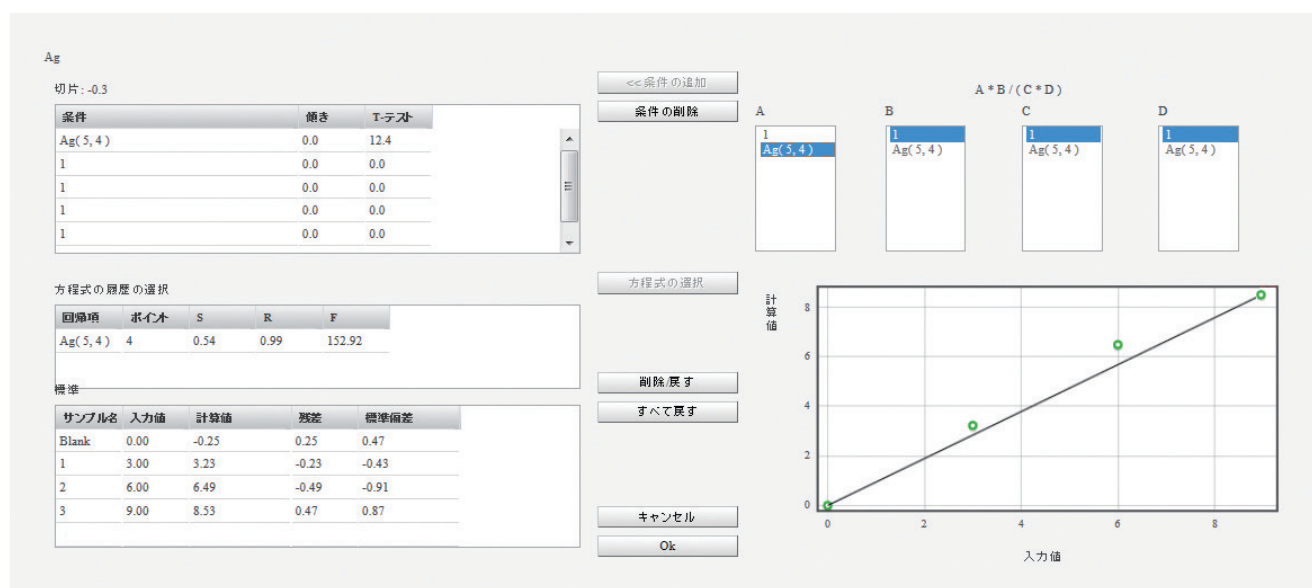 Ag
切片: -0.3
条件 傾き T-テスト
Ag( 5, 4 ) 0.0 12.4
1 0.0 0.0
1 0.0 0.0
1 0.0 0.0
1 0.0 0.0
<<条件の追加
条件の削除
A * B / ( C * D )
A B C D
1 1 1 1
Ag( 5, 4 ) Ag( 5, 4 ) Ag( 5, 4 ) Ag( 5, 4 )
方程式の履歴の選択
回帰項 ポイント S R F
Ag( 5, 4 ) 4 0.54 0.99 152.92
方程式の選択
標準
サンプル名 入力値 計算値 残差 標準偏差
Blank 0.00 -0.25 0.25 0.47
1 3.00 3.23 -0.23 -0.43
2 6.00 6.49 -0.49 -0.91
3 9.00 8.53 0.47 0.87
削除/戻す
すべて戻す
キャンセル
Ok
計算値
8
6
4
2
0
0 2 4 6 8
入力値